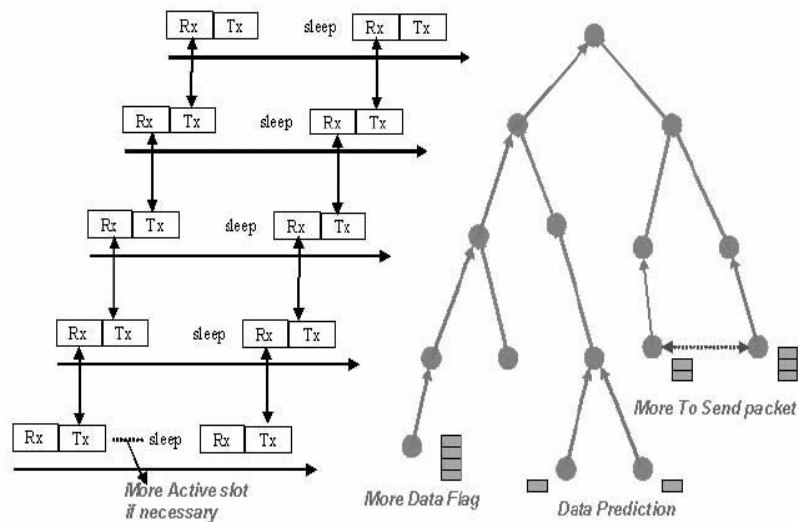 Rx Tx sleep Rx Tx
Rx Tx sleep Rx Tx
Rx Tx sleep Rx Tx
Rx Tx sleep Rx Tx
Rx Tx sleep Rx Tx
More Active slot
if necessary
More Data Flag
Data Prediction
More To Send packet